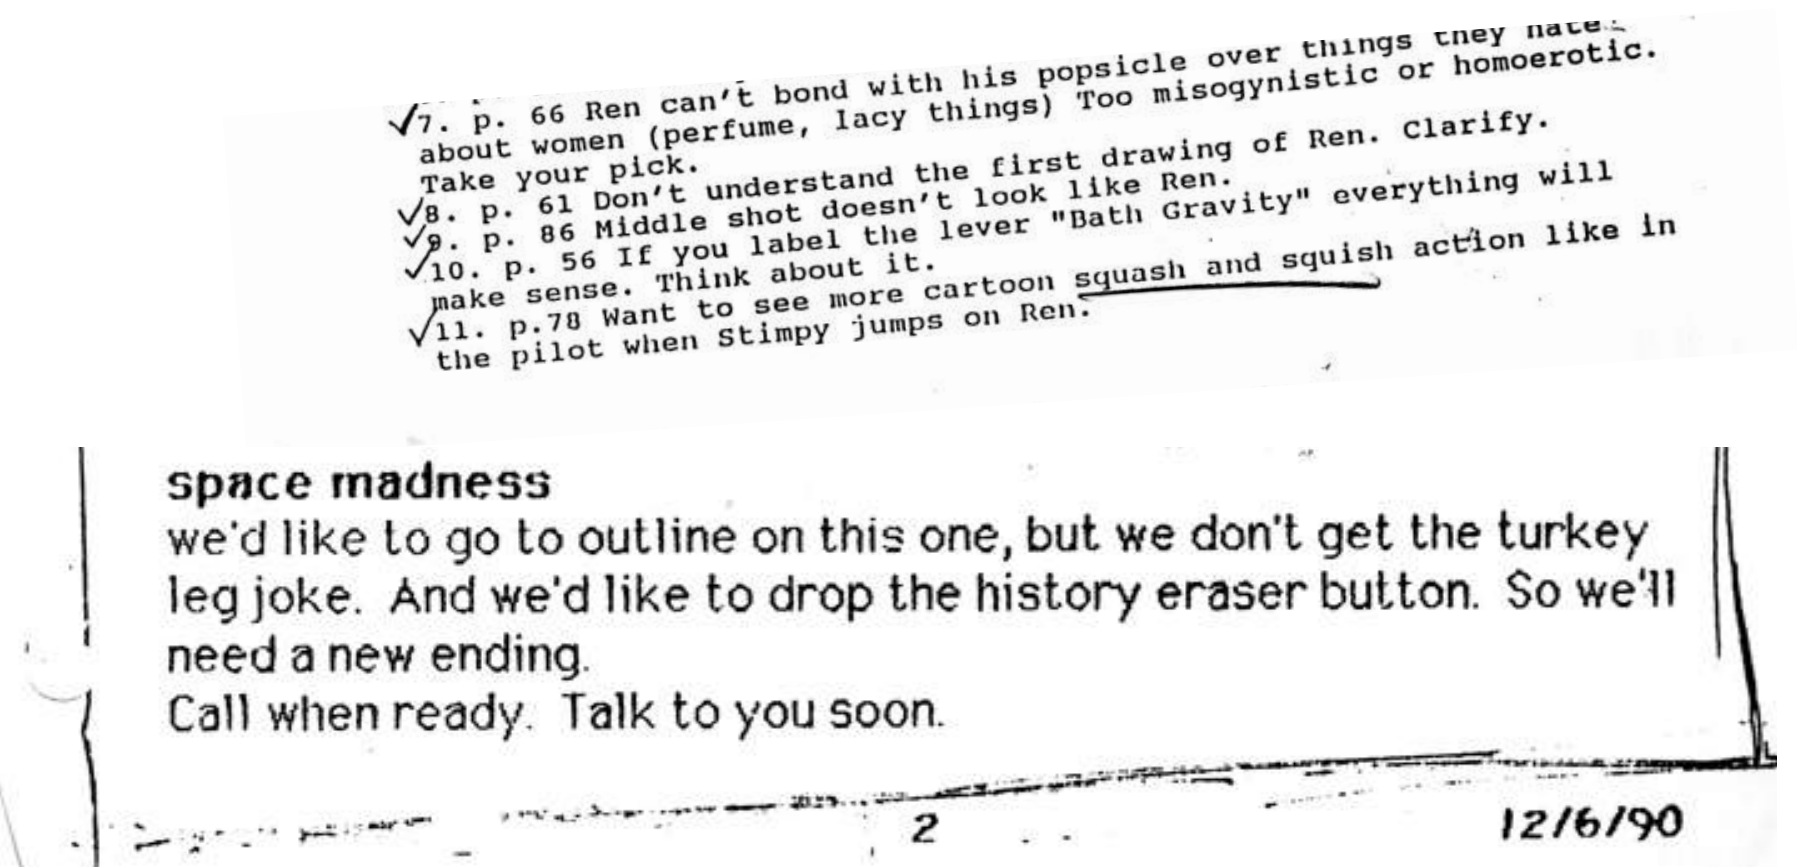 ✓7. p. 66 Ren can't bond with his popsicle over things they hate
about women (perfume, lacy things) Too misogynistic or homoerotic.
Take your pick.
✓8. p. 61 Don't understand the first drawing of Ren. Clarify.
✓9. p. 86 Middle shot doesn't look like Ren.
✓10. p. 56 If you label the lever "Bath Gravity" everything will
make sense. Think about it.
✓11. p.78 Want to see more cartoon squash and squish action like in
the pilot when Stimpy jumps on Ren.
space madness
we'd like to go to outline on this one, but we don't get the turkey
leg joke. And we'd like to drop the history eraser button. So we'll
need a new ending.
Call when ready. Talk to you soon.
2
12/6/90